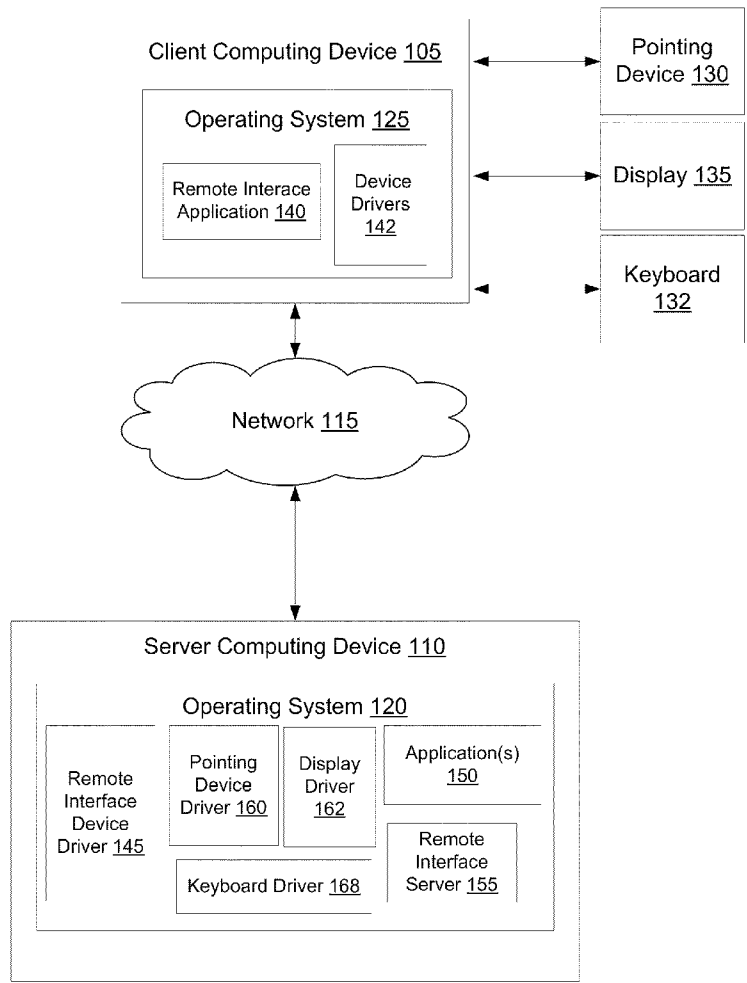 Client Computing Device 105
Operating System 125
Remote Interace
Application 140
Device
Drivers
142
Pointing
Device 130
Display 135
Keyboard
132
Network 115
Server Computing Device 110
Operating System 120
Remote
Interface
Device
Driver 145
Pointing
Device
Driver 160
Display
Driver
162
Application(s)
150
Keyboard Driver 168
Remote
Interface
Server 155